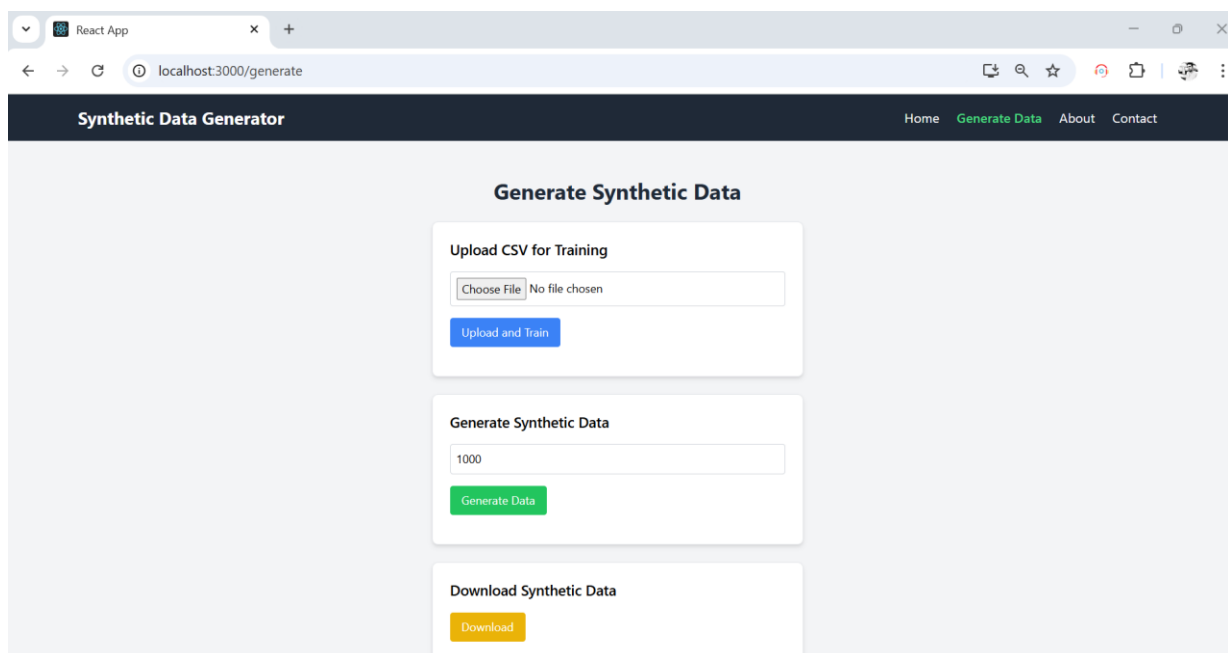 React App
localhost:3000/generate
Synthetic Data Generator
Home Generate Data About Contact
Generate Synthetic Data
Upload CSV for Training
Choose File No file chosen
Upload and Train
Generate Synthetic Data
1000
Generate Data
Download Synthetic Data
Download